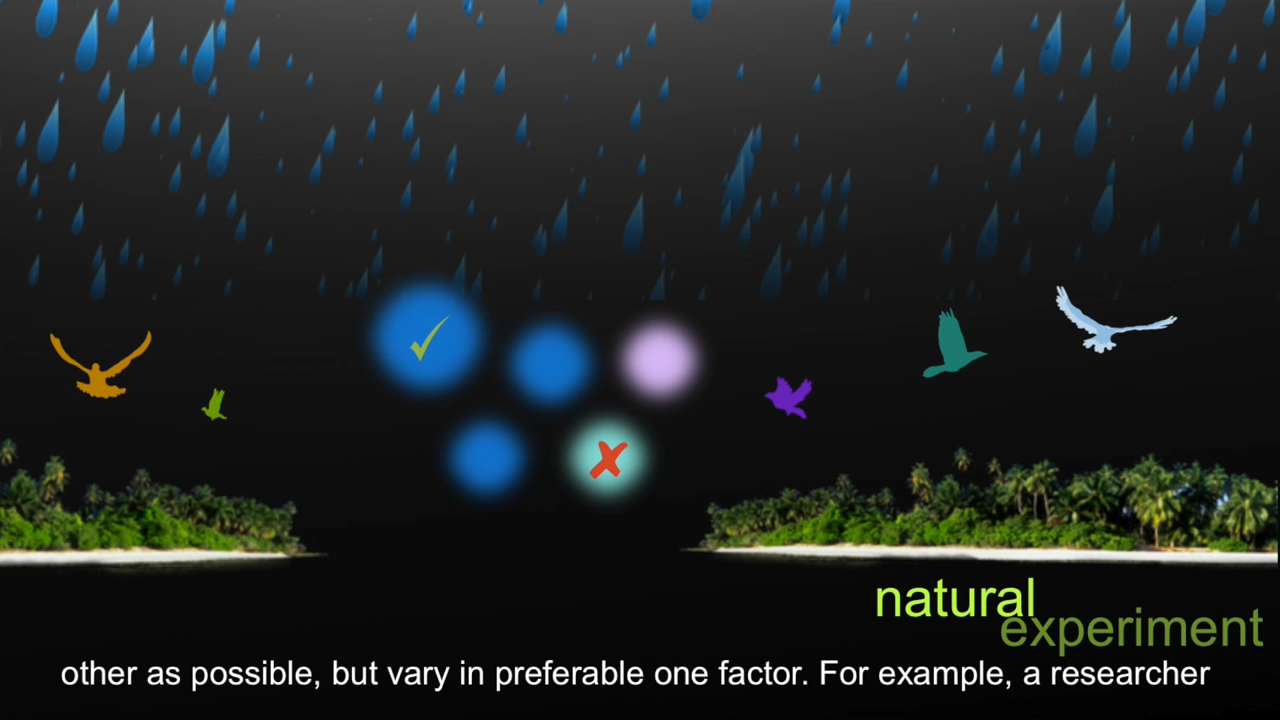 natural
experiment
other as possible, but vary in preferable one factor. For example, a researcher